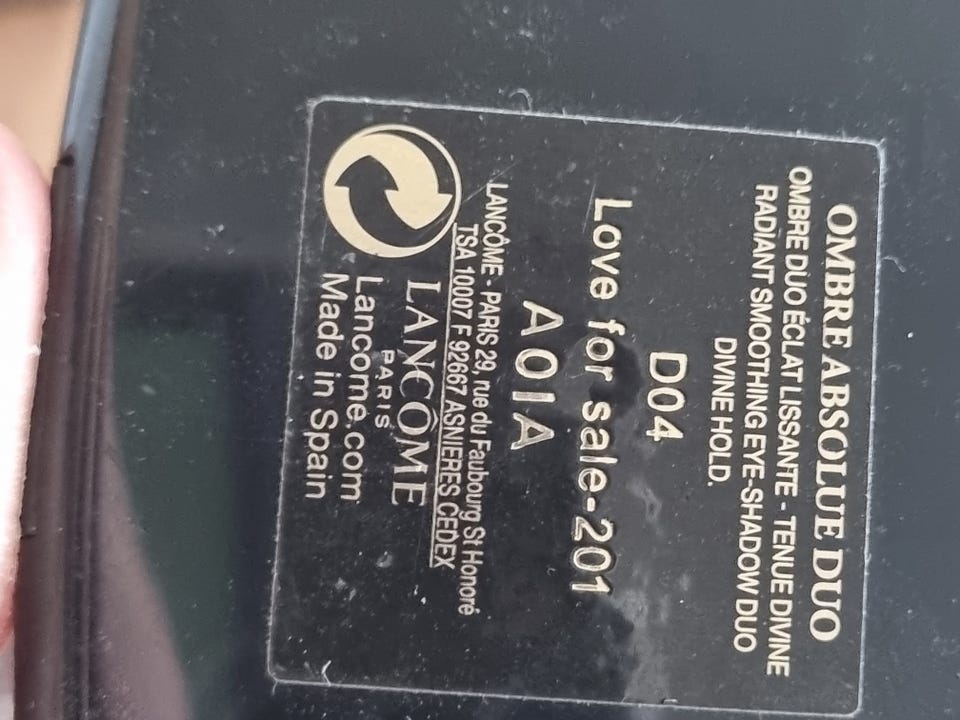 OMBRE ABSOLUE DUO
OMBRE DUO ÉCLAT LISSANTE - TENUE DIVINE
RADIANT SMOOTHING EYE-SHADOW DUO
DIVINE HOLD.
D04
Love for sale-201
A01A
LANCÔME - PARIS 29, rue du Faubourg St Honoré
TSA 10007 F 92667 ASNIERES CEDEX
LANCÔME
PARIS
Lancome.com
Made in Spain